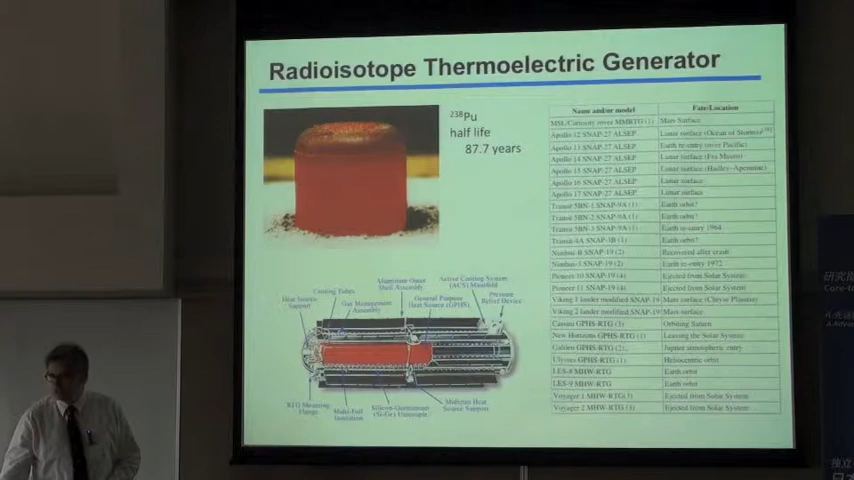 Radioisotope Thermoelectric Generator
238Pu
half life
87.7 years
Name and/or model Fate/Location
MSL/Curiosity rover MMRTG (1) Mars Surface
Apollo 12 SNAP-27 ALSEP Lunar surface (Ocean of Storms)
Apollo 13 SNAP-27 ALSEP Earth re-entry (over Pacific)
Apollo 14 SNAP-27 ALSEP Lunar surface (Fra Mauro)
Apollo 15 SNAP-27 ALSEP Lunar surface (Hadley-Apennine)
Apollo 16 SNAP-27 ALSEP Lunar surface
Apollo 17 SNAP-27 ALSEP Lunar surface
Transit 5BN-1 SNAP-9A (1) Earth orbit?
Transit 5BN-2 SNAP-9A (1) Earth orbit?
Transit 5BN-3 SNAP-9A (1) Earth re-entry 1964
Transit-4A SNAP-3B (1) Earth orbit?
Nimbus-B SNAP-19 (2) Recovered after crash
Nimbus-3 SNAP-19 (2) Earth re-entry 1972
Pioneer 10 SNAP-19 (4) Ejected from Solar System
Pioneer 11 SNAP-19 (4) Ejected from Solar System
Viking 1 lander modified SNAP-19 Mars surface (Chryse Planitia)
Viking 2 lander modified SNAP-19 Mars surface
Cassini GPHS-RTG (3) Orbiting Saturn
New Horizons GPHS-RTG (1) Leaving the Solar System
Galileo GPHS-RTG (2) Jupiter atmospheric entry
Ulysses GPHS-RTG (1) Heliocentric orbit
LES-8 MHW-RTG Earth orbit
LES-9 MHW-RTG Earth orbit
Voyager 1 MHW-RTG(3) Ejected from Solar System
Voyager 2 MHW-RTG(3) Ejected from Solar System
Heat Source
Support
Cooling Tubes
Gas Management
Assembly
Aluminum Outer
Shell Assembly
General Purpose
Heat Source (GPHS)
Active Cooling System
(ACS) Manifold
Pressure
Relief Device
RTG Mounting
Flange
Multi-Foil
Insulation
Silicon-Germanium
(Si-Ge) Unicouple
Midspan Heat
Source Support
研究
独立